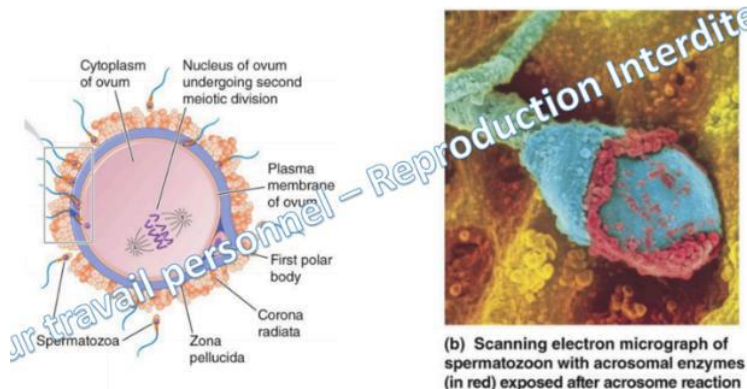 Cytoplasm
of ovum
Nucleus of ovum
undergoing second
meiotic division
Plasma
membrane
of ovum
First polar
body
Corona
radiata
Zona
pellucida
Spermatozoa
ur travail personnel – Reproduction Interdite
(b) Scanning electron micrograph of
spermatozoon with acrosomal enzymes
(in red) exposed after acrosome reaction